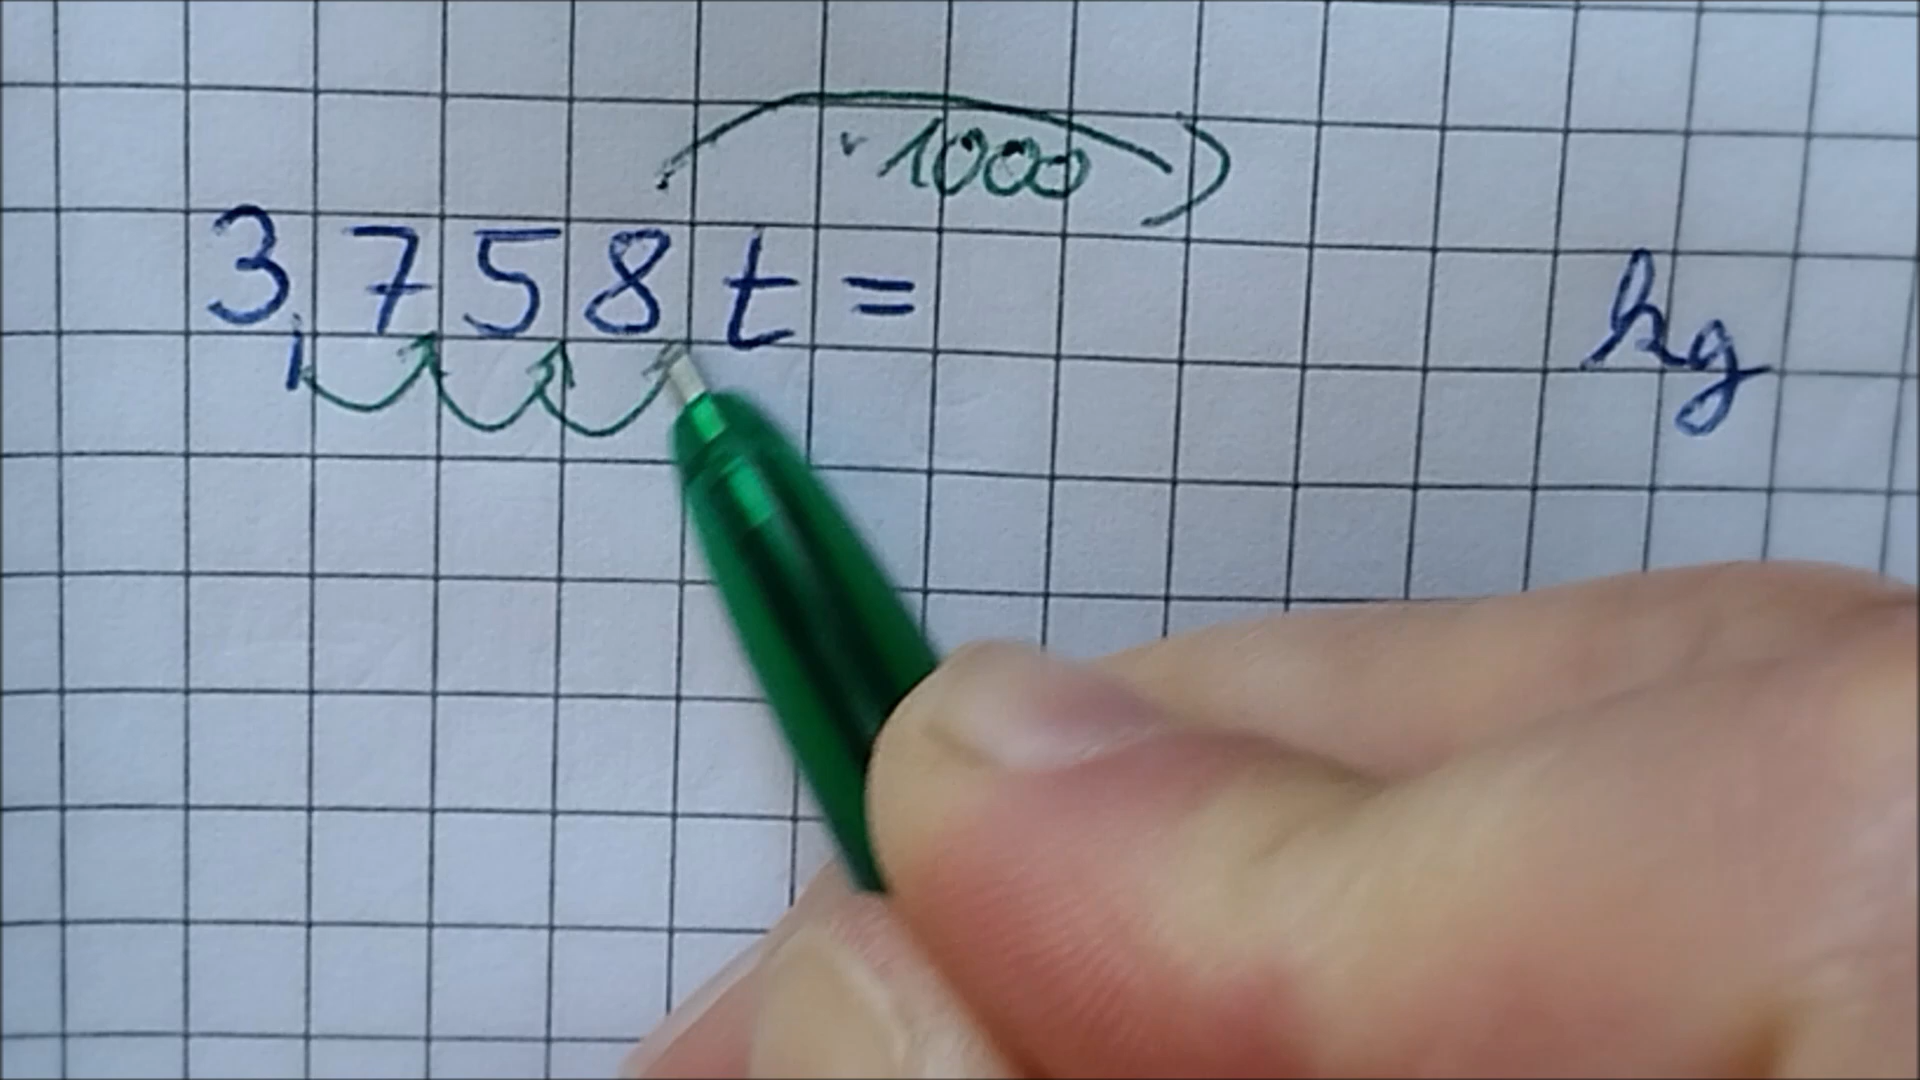 ·1000
3,758 t = kg